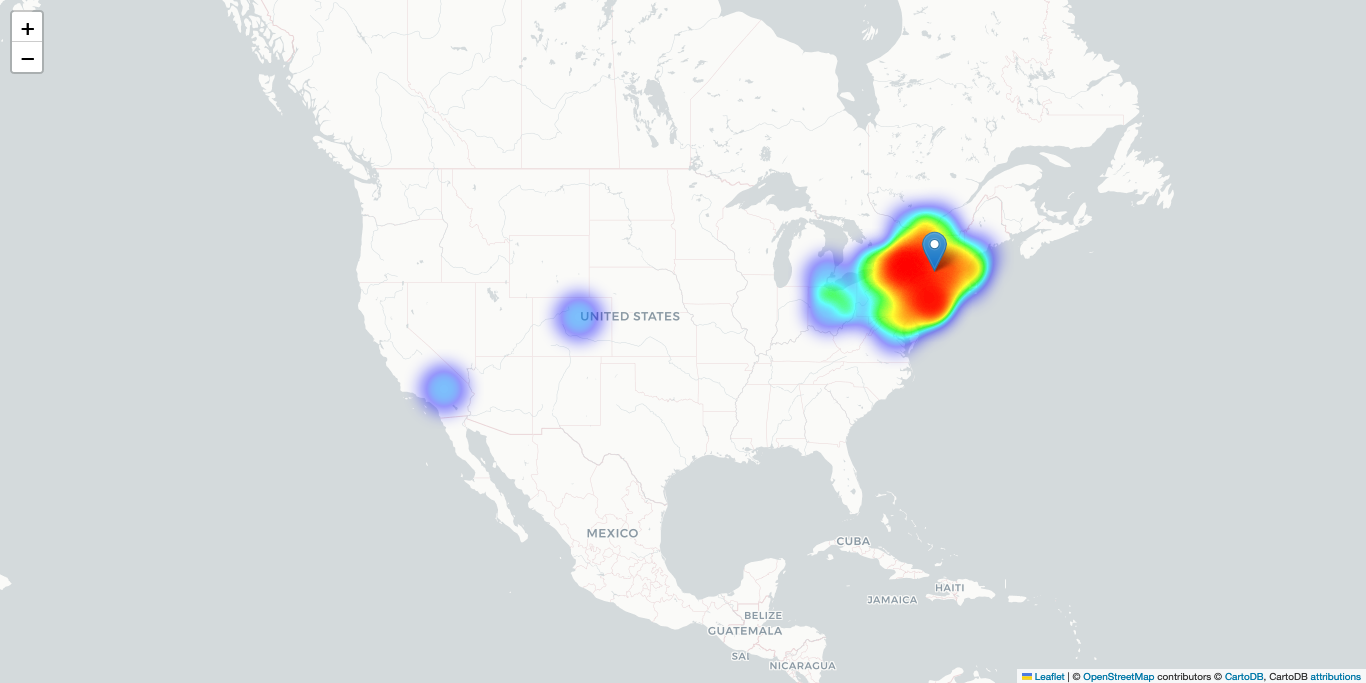 +
−
UNITED STATES
MEXICO
CUBA
HAITI
JAMAICA
BELIZE
GUATEMALA
SAL
NICARAGUA
Leaflet | © OpenStreetMap contributors © CartoDB, CartoDB attributions